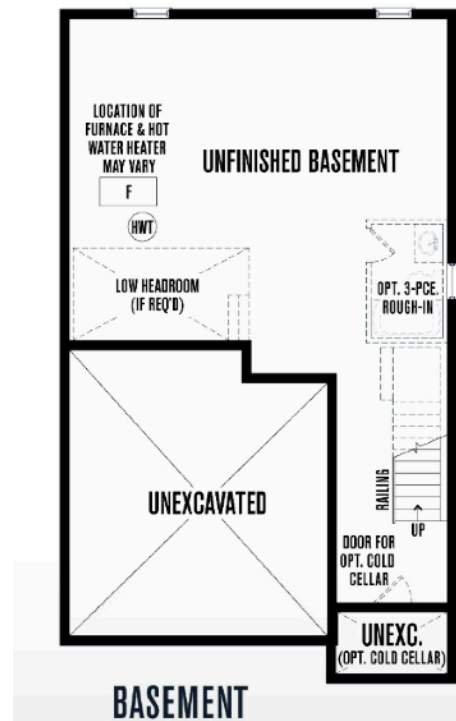 LOCATION OF
FURNACE & HOT
WATER HEATER
MAY VARY
F
HWT
UNFINISHED BASEMENT
LOW HEADROOM
(IF REQ'D)
OPT. 3-PCE.
ROUGH-IN
UNEXCAVATED
RAILING
UP
DOOR FOR
OPT. COLD
CELLAR
UNEXC.
(OPT. COLD CELLAR)
BASEMENT